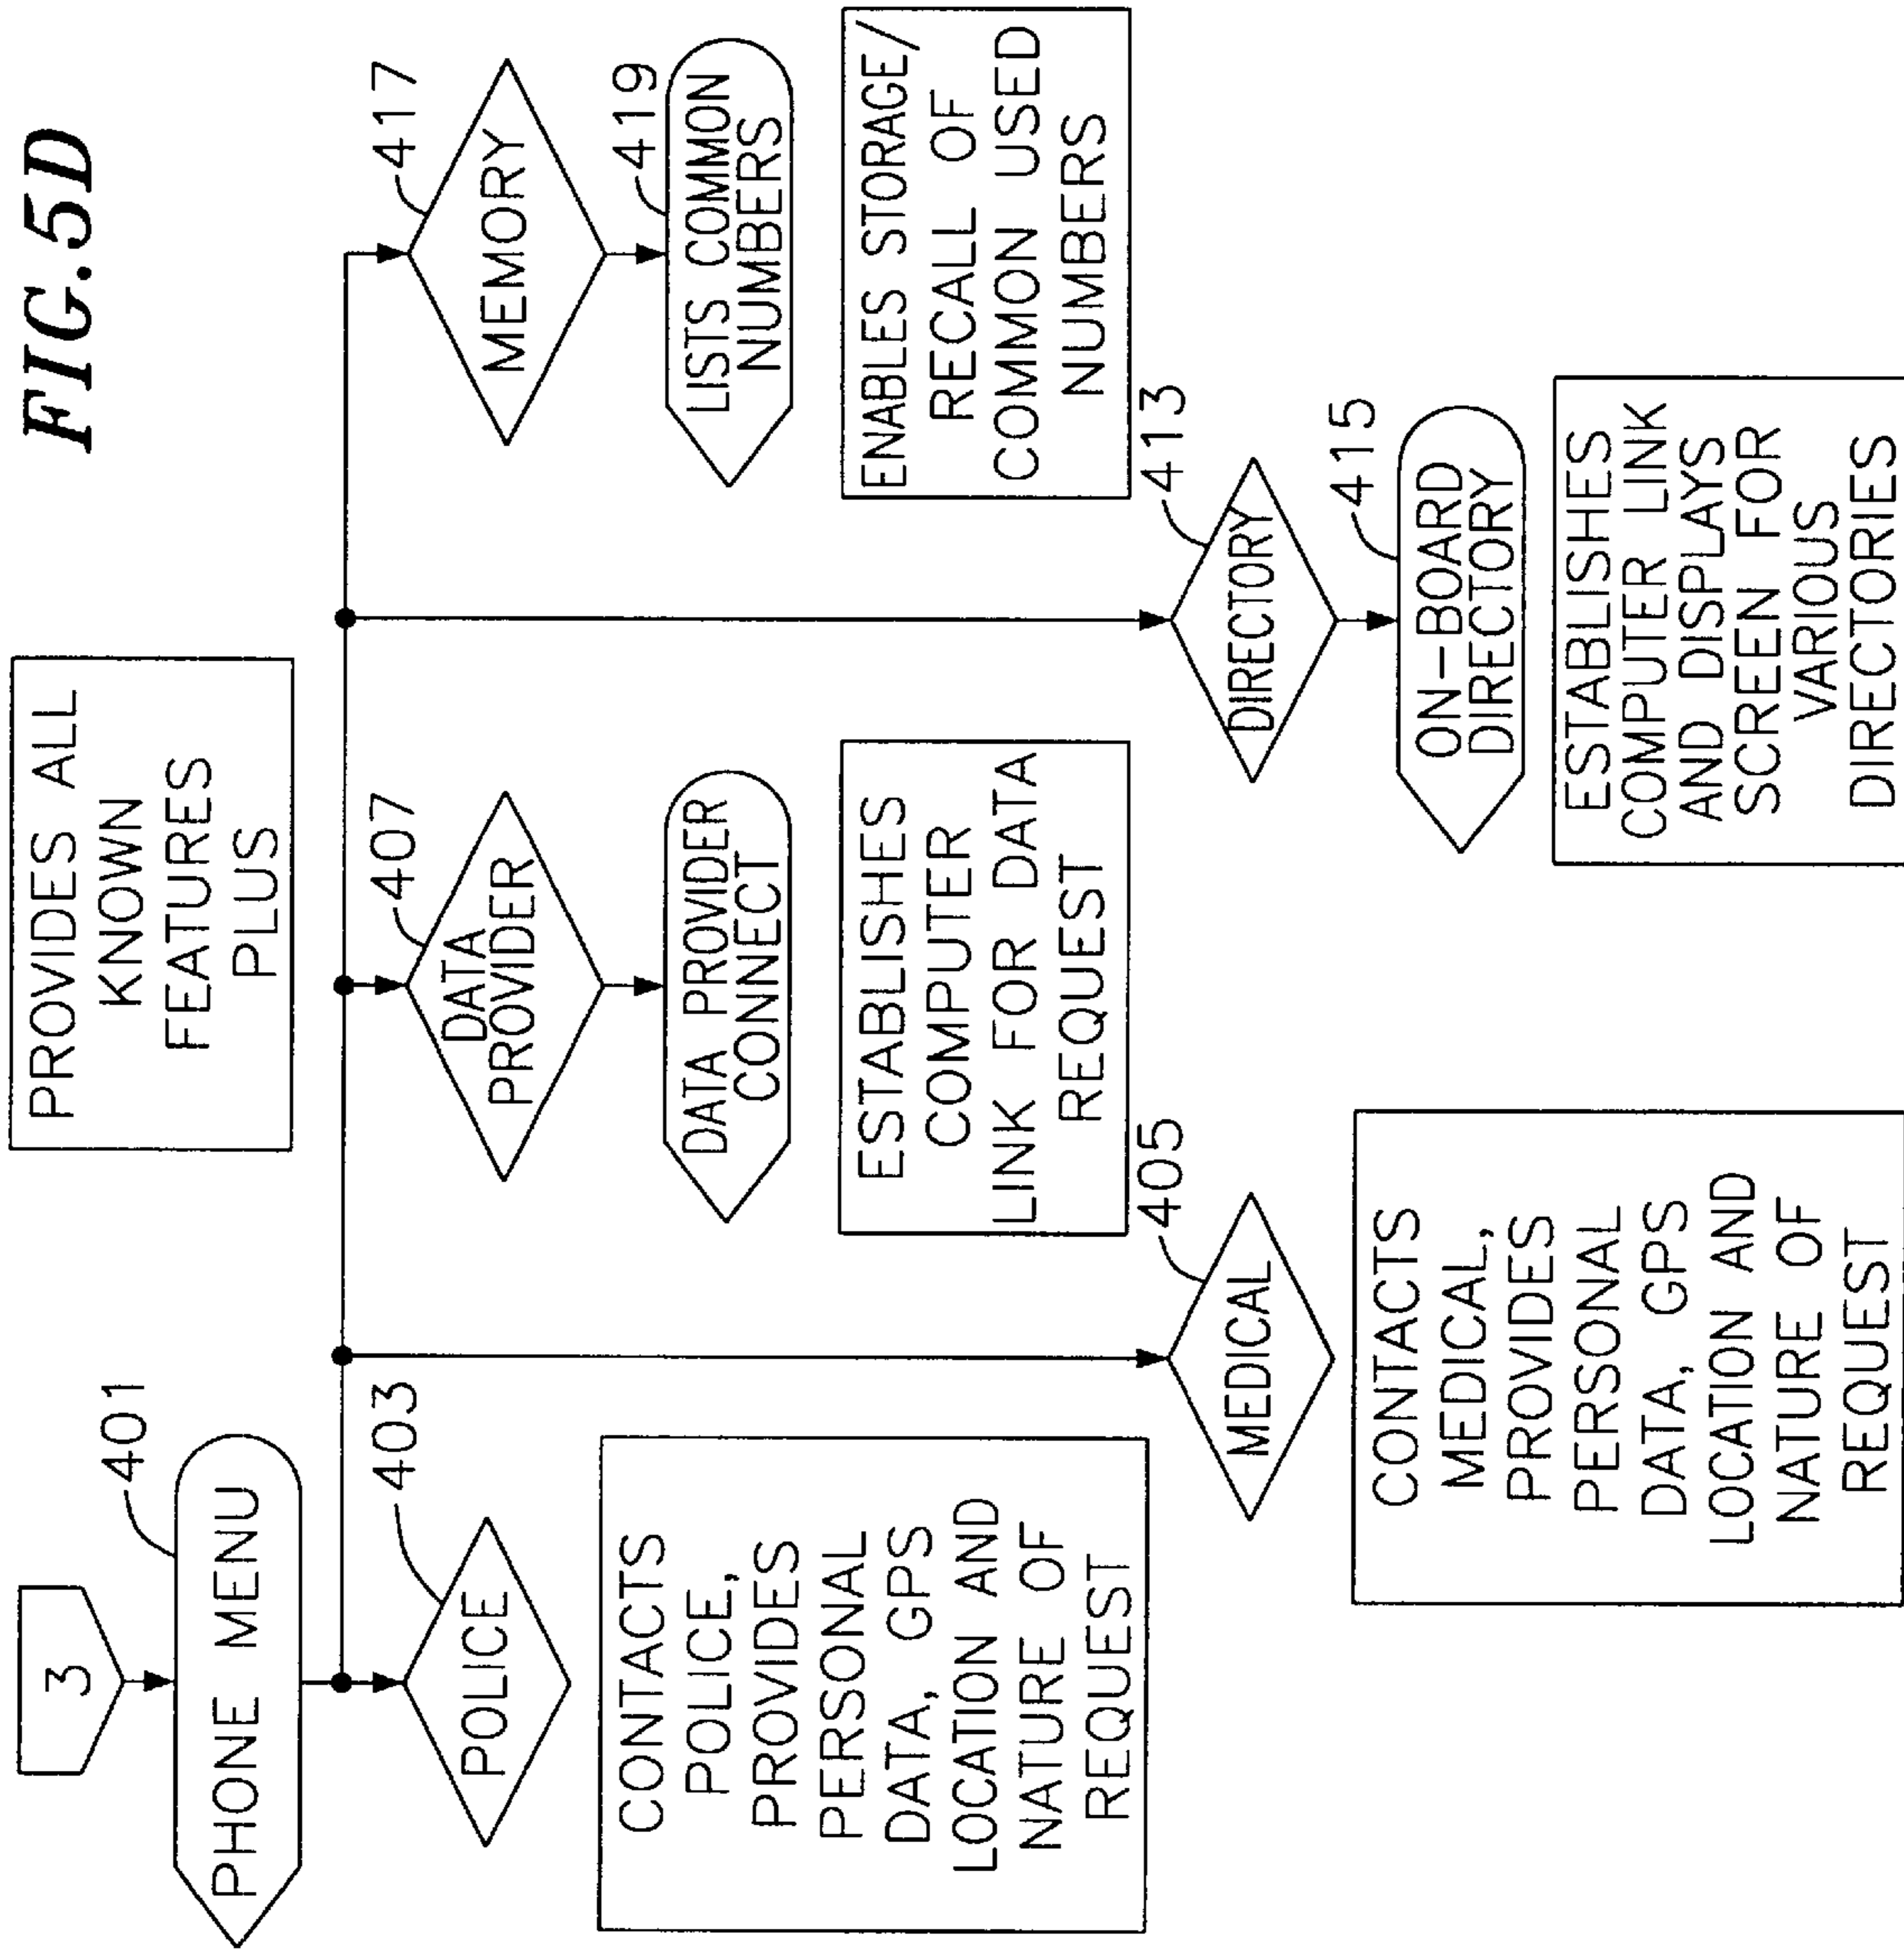 FIG.5D
3
401
PHONE MENU
PROVIDES ALL
KNOWN
FEATURES
PLUS
403
POLICE
CONTACTS
POLICE,
PROVIDES
PERSONAL
DATA, GPS
LOCATION AND
NATURE OF
REQUEST
405
MEDICAL
CONTACTS
MEDICAL,
PROVIDES
PERSONAL
DATA, GPS
LOCATION AND
NATURE OF
REQUEST
407
DATA
PROVIDER
DATA PROVIDER
CONNECT
ESTABLISHES
COMPUTER
LINK FOR DATA
REQUEST
413
DIRECTORY
415
ON-BOARD
DIRECTORY
ESTABLISHES
COMPUTER LINK
AND DISPLAYS
SCREEN FOR
VARIOUS
DIRECTORIES
417
MEMORY
419
LISTS COMMON
NUMBERS
ENABLES STORAGE/
RECALL OF
COMMON USED
NUMBERS